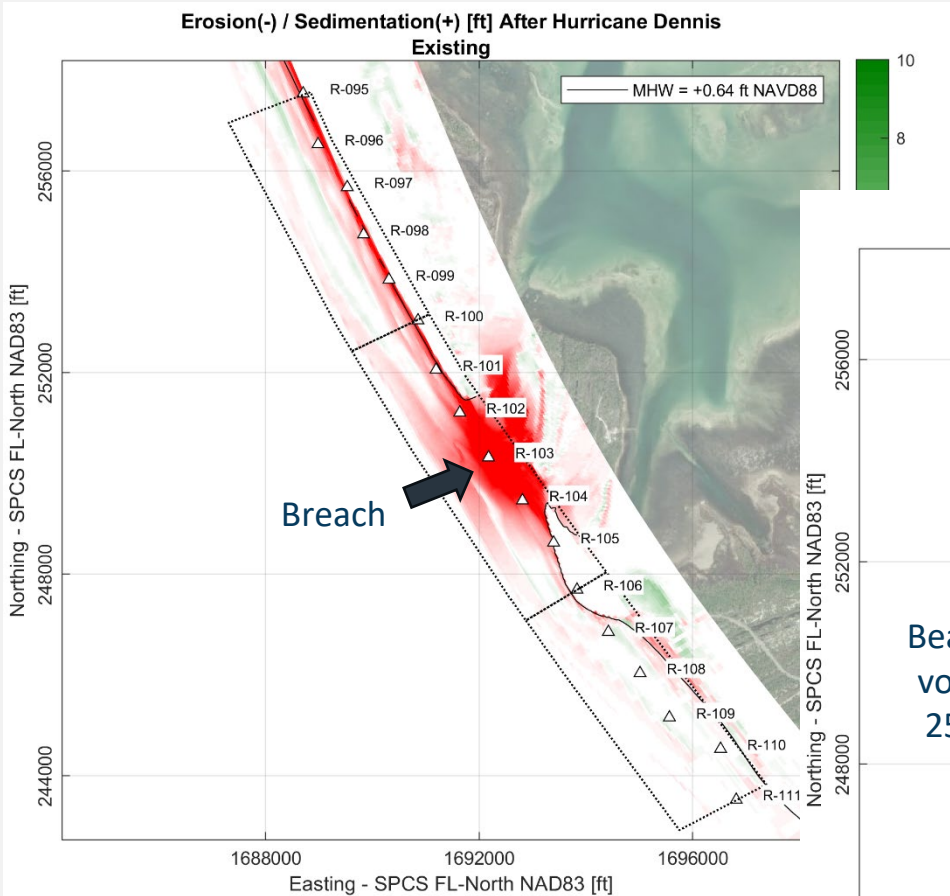 Erosion(-) / Sedimentation(+) [ft] After Hurricane Dennis
Existing
MHW = +0.64 ft NAVD88
10
8
R-095
R-096
R-097
R-098
R-099
R-100
R-101
R-102
R-103
R-104
R-105
R-106
R-107
R-108
R-109
R-110
R-111
Breach
256000
252000
248000
244000
Northing - SPCS FL-North NAD83 [ft]
1688000
1692000
1696000
Easting - SPCS FL-North NAD83 [ft]
256000
252000
248000
Northing - SPCS FL-North NAD83 [ft]